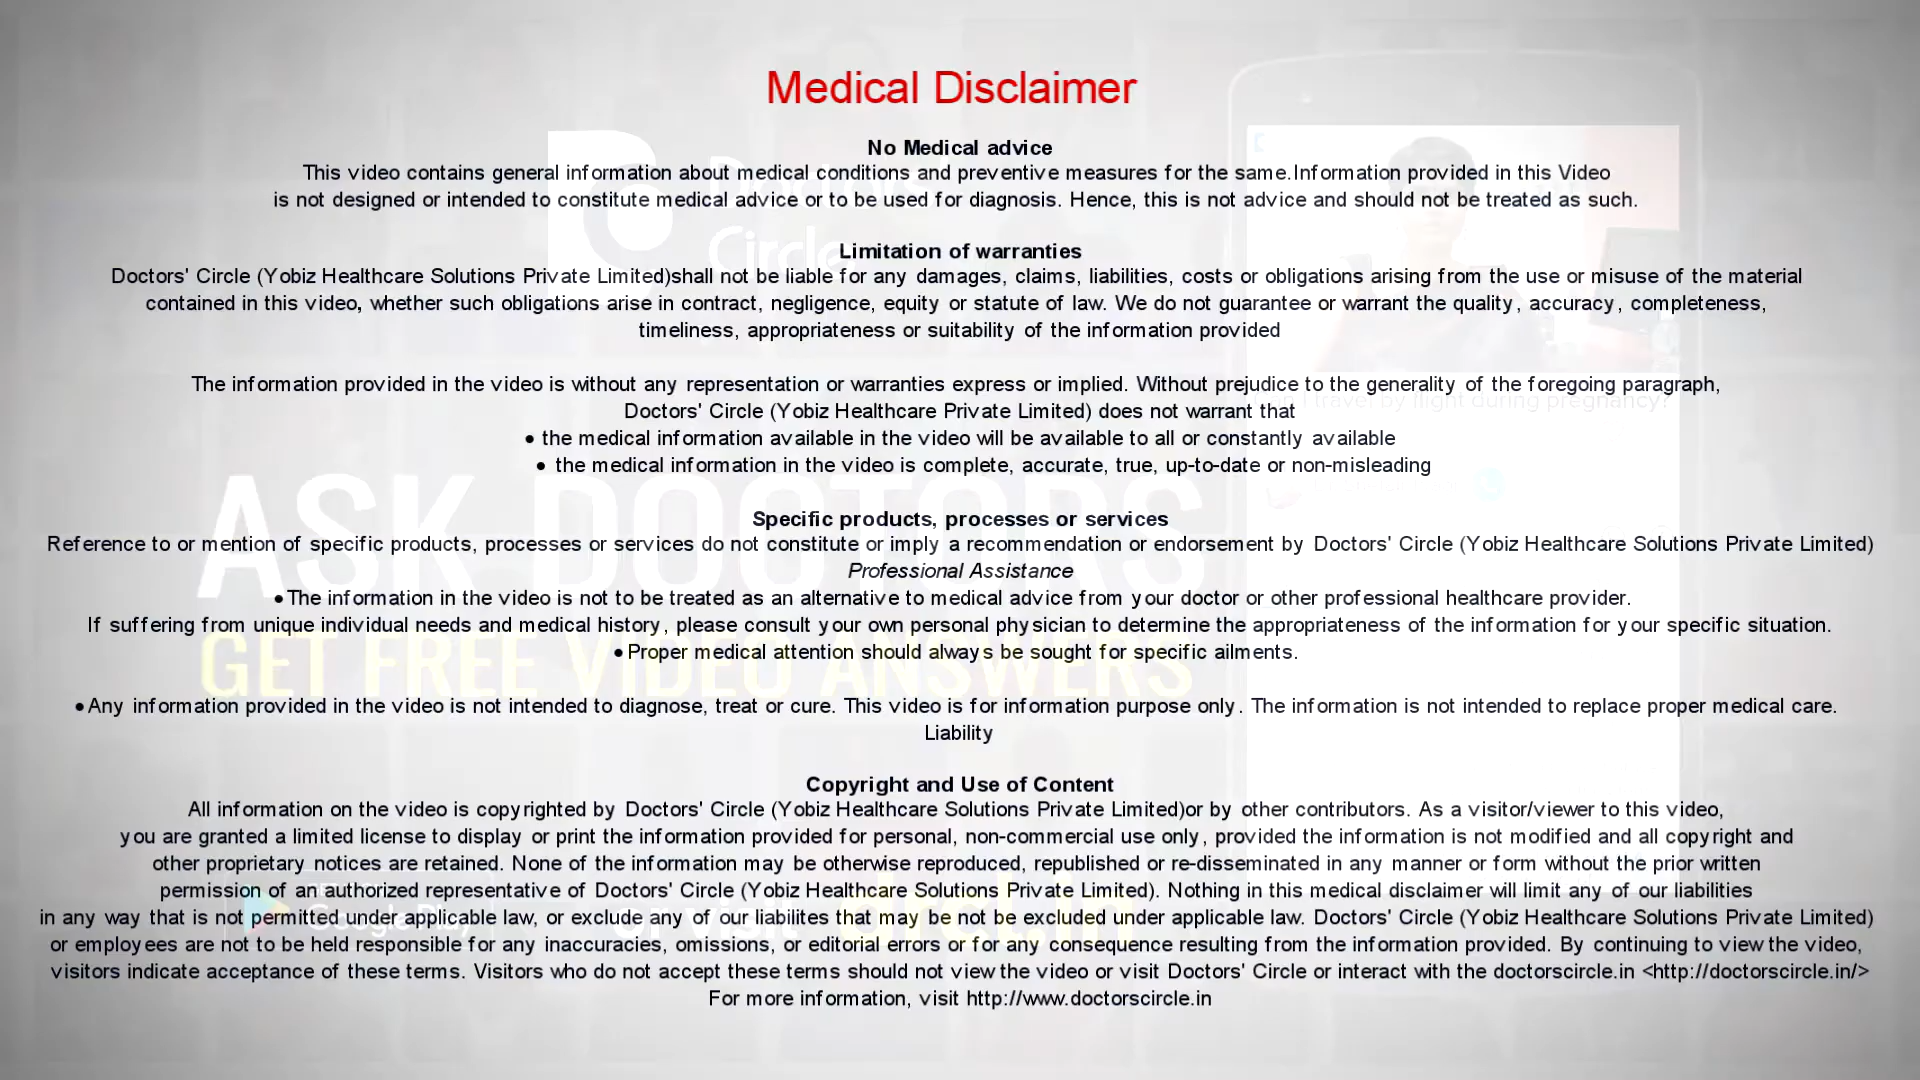 Medical Disclaimer
No Medical advice
This video contains general information about medical conditions and preventive measures for the same.Information provided in this Video
is not designed or intended to constitute medical advice or to be used for diagnosis. Hence, this is not advice and should not be treated as such.
Doctors'
Circle
Limitation of warranties
Doctors' Circle (Yobiz Healthcare Solutions Private Limited)shall not be liable for any damages, claims, liabilities, costs or obligations arising from the use or misuse of the material
contained in this video, whether such obligations arise in contract, negligence, equity or statute of law. We do not guarantee or warrant the quality, accuracy, completeness,
timeliness, appropriateness or suitability of the information provided
The information provided in the video is without any representation or warranties express or implied. Without prejudice to the generality of the foregoing paragraph,
Can I travel by flight during pregnancy?
Doctors' Circle (Yobiz Healthcare Private Limited) does not warrant that
• the medical information available in the video will be available to all or constantly available
• the medical information in the video is complete, accurate, true, up-to-date or non-misleading
ASK DOCTORS
Specific products, processes or services
Reference to or mention of specific products, processes or services do not constitute or imply a recommendation or endorsement by Doctors' Circle (Yobiz Healthcare Solutions Private Limited)
Professional Assistance
•The information in the video is not to be treated as an alternative to medical advice from your doctor or other professional healthcare provider.
If suffering from unique individual needs and medical history, please consult your own personal physician to determine the appropriateness of the information for your specific situation.
•Proper medical attention should always be sought for specific ailments.
GET FREE VIDEO ANSWERS
•Any information provided in the video is not intended to diagnose, treat or cure. This video is for information purpose only. The information is not intended to replace proper medical care.
Liability
Copyright and Use of Content
All information on the video is copyrighted by Doctors' Circle (Yobiz Healthcare Solutions Private Limited)or by other contributors. As a visitor/viewer to this video,
you are granted a limited license to display or print the information provided for personal, non-commercial use only, provided the information is not modified and all copyright and
other proprietary notices are retained. None of the information may be otherwise reproduced, republished or re-disseminated in any manner or form without the prior written
permission of an authorized representative of Doctors' Circle (Yobiz Healthcare Solutions Private Limited). Nothing in this medical disclaimer will limit any of our liabilities
in any way that is not permitted under applicable law, or exclude any of our liabilites that may be not be excluded under applicable law. Doctors' Circle (Yobiz Healthcare Solutions Private Limited)
Google Play
or visit drcl.in
or employees are not to be held responsible for any inaccuracies, omissions, or editorial errors or for any consequence resulting from the information provided. By continuing to view the video,
visitors indicate acceptance of these terms. Visitors who do not accept these terms should not view the video or visit Doctors' Circle or interact with the doctorscircle.in <http://doctorscircle.in/>
For more information, visit http://www.doctorscircle.in